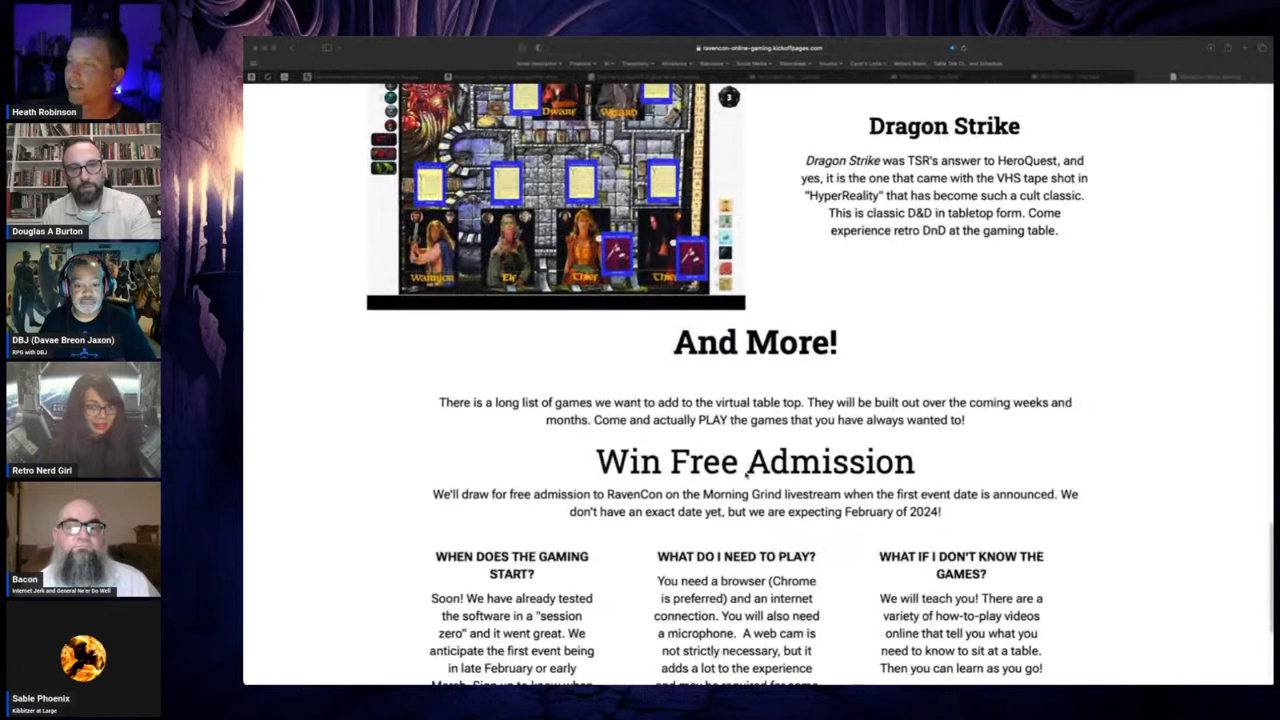 Heath Robinson
Douglas A Burton
DBJ (Davae Breon Jaxon)
RPG with DBJ
Retro Nerd Girl
Bacon
Internet Jerk and General Ne'er Do Well
Sable Phoenix
Kibbitzer at Large
ravencon-online-gaming.kickoffpages.com
Dwarf
Wizard
Warrior
Elf
Thief
Dragon Strike
Dragon Strike was TSR's answer to HeroQuest, and
yes, it is the one that came with the VHS tape shot in
"HyperReality" that has become such a cult classic.
This is classic D&D in tabletop form. Come
experience retro DnD at the gaming table.
And More!
There is a long list of games we want to add to the virtual table top. They will be built out over the coming weeks and
months. Come and actually PLAY the games that you have always wanted to!
Win Free Admission
We'll draw for free admission to RavenCon on the Morning Grind livestream when the first event date is announced. We
don't have an exact date yet, but we are expecting February of 2024!
WHEN DOES THE GAMING
START?
Soon! We have already tested
the software in a "session
zero" and it went great. We
anticipate the first event being
in late February or early
March. Sign up to know when
WHAT DO I NEED TO PLAY?
You need a browser (Chrome
is preferred) and an internet
connection. You will also need
a microphone. A web cam is
not strictly necessary, but it
adds a lot to the experience
and may be required for some
WHAT IF I DON'T KNOW THE
GAMES?
We will teach you! There are a
variety of how-to-play videos
online that tell you what you
need to know to sit at a table.
Then you can learn as you go!